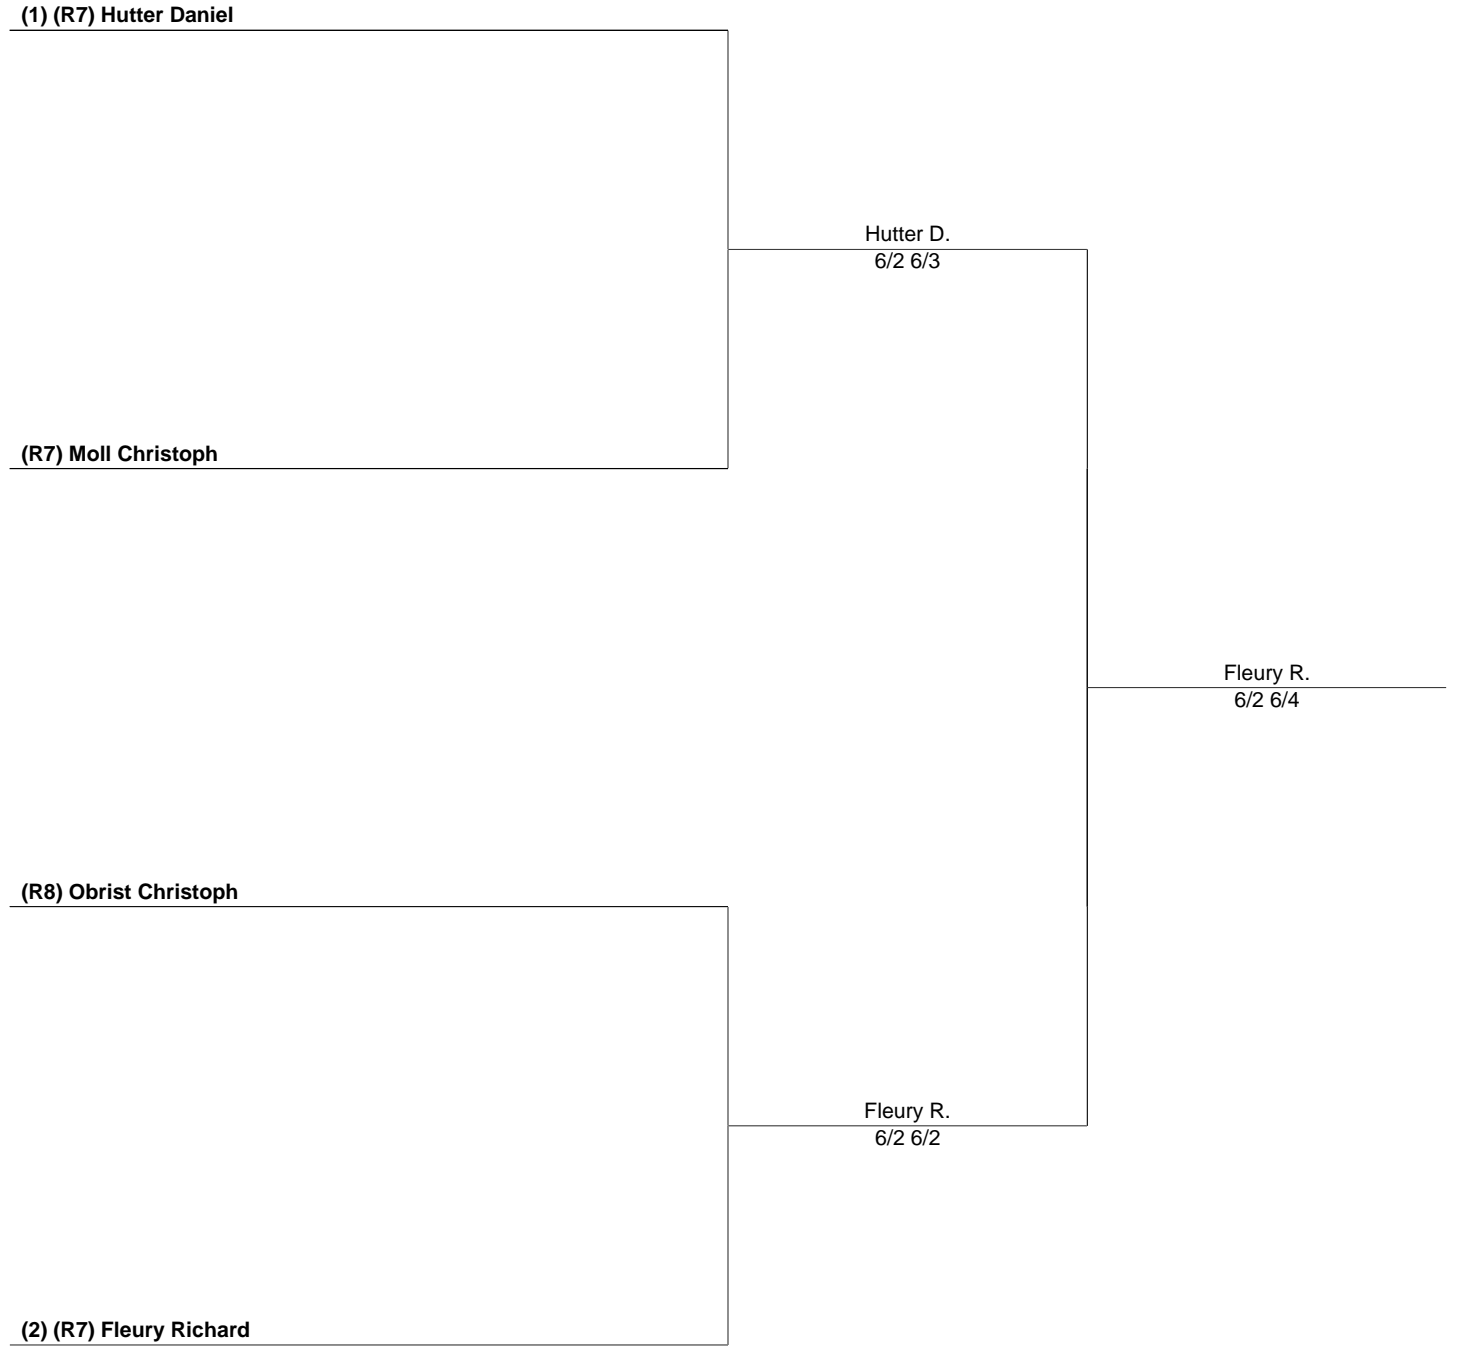 (1) (R7) Hutter Daniel
Hutter D.
6/2 6/3
(R7) Moll Christoph
Fleury R.
6/2 6/4
(R8) Obrist Christoph
Fleury R.
6/2 6/2
(2) (R7) Fleury Richard